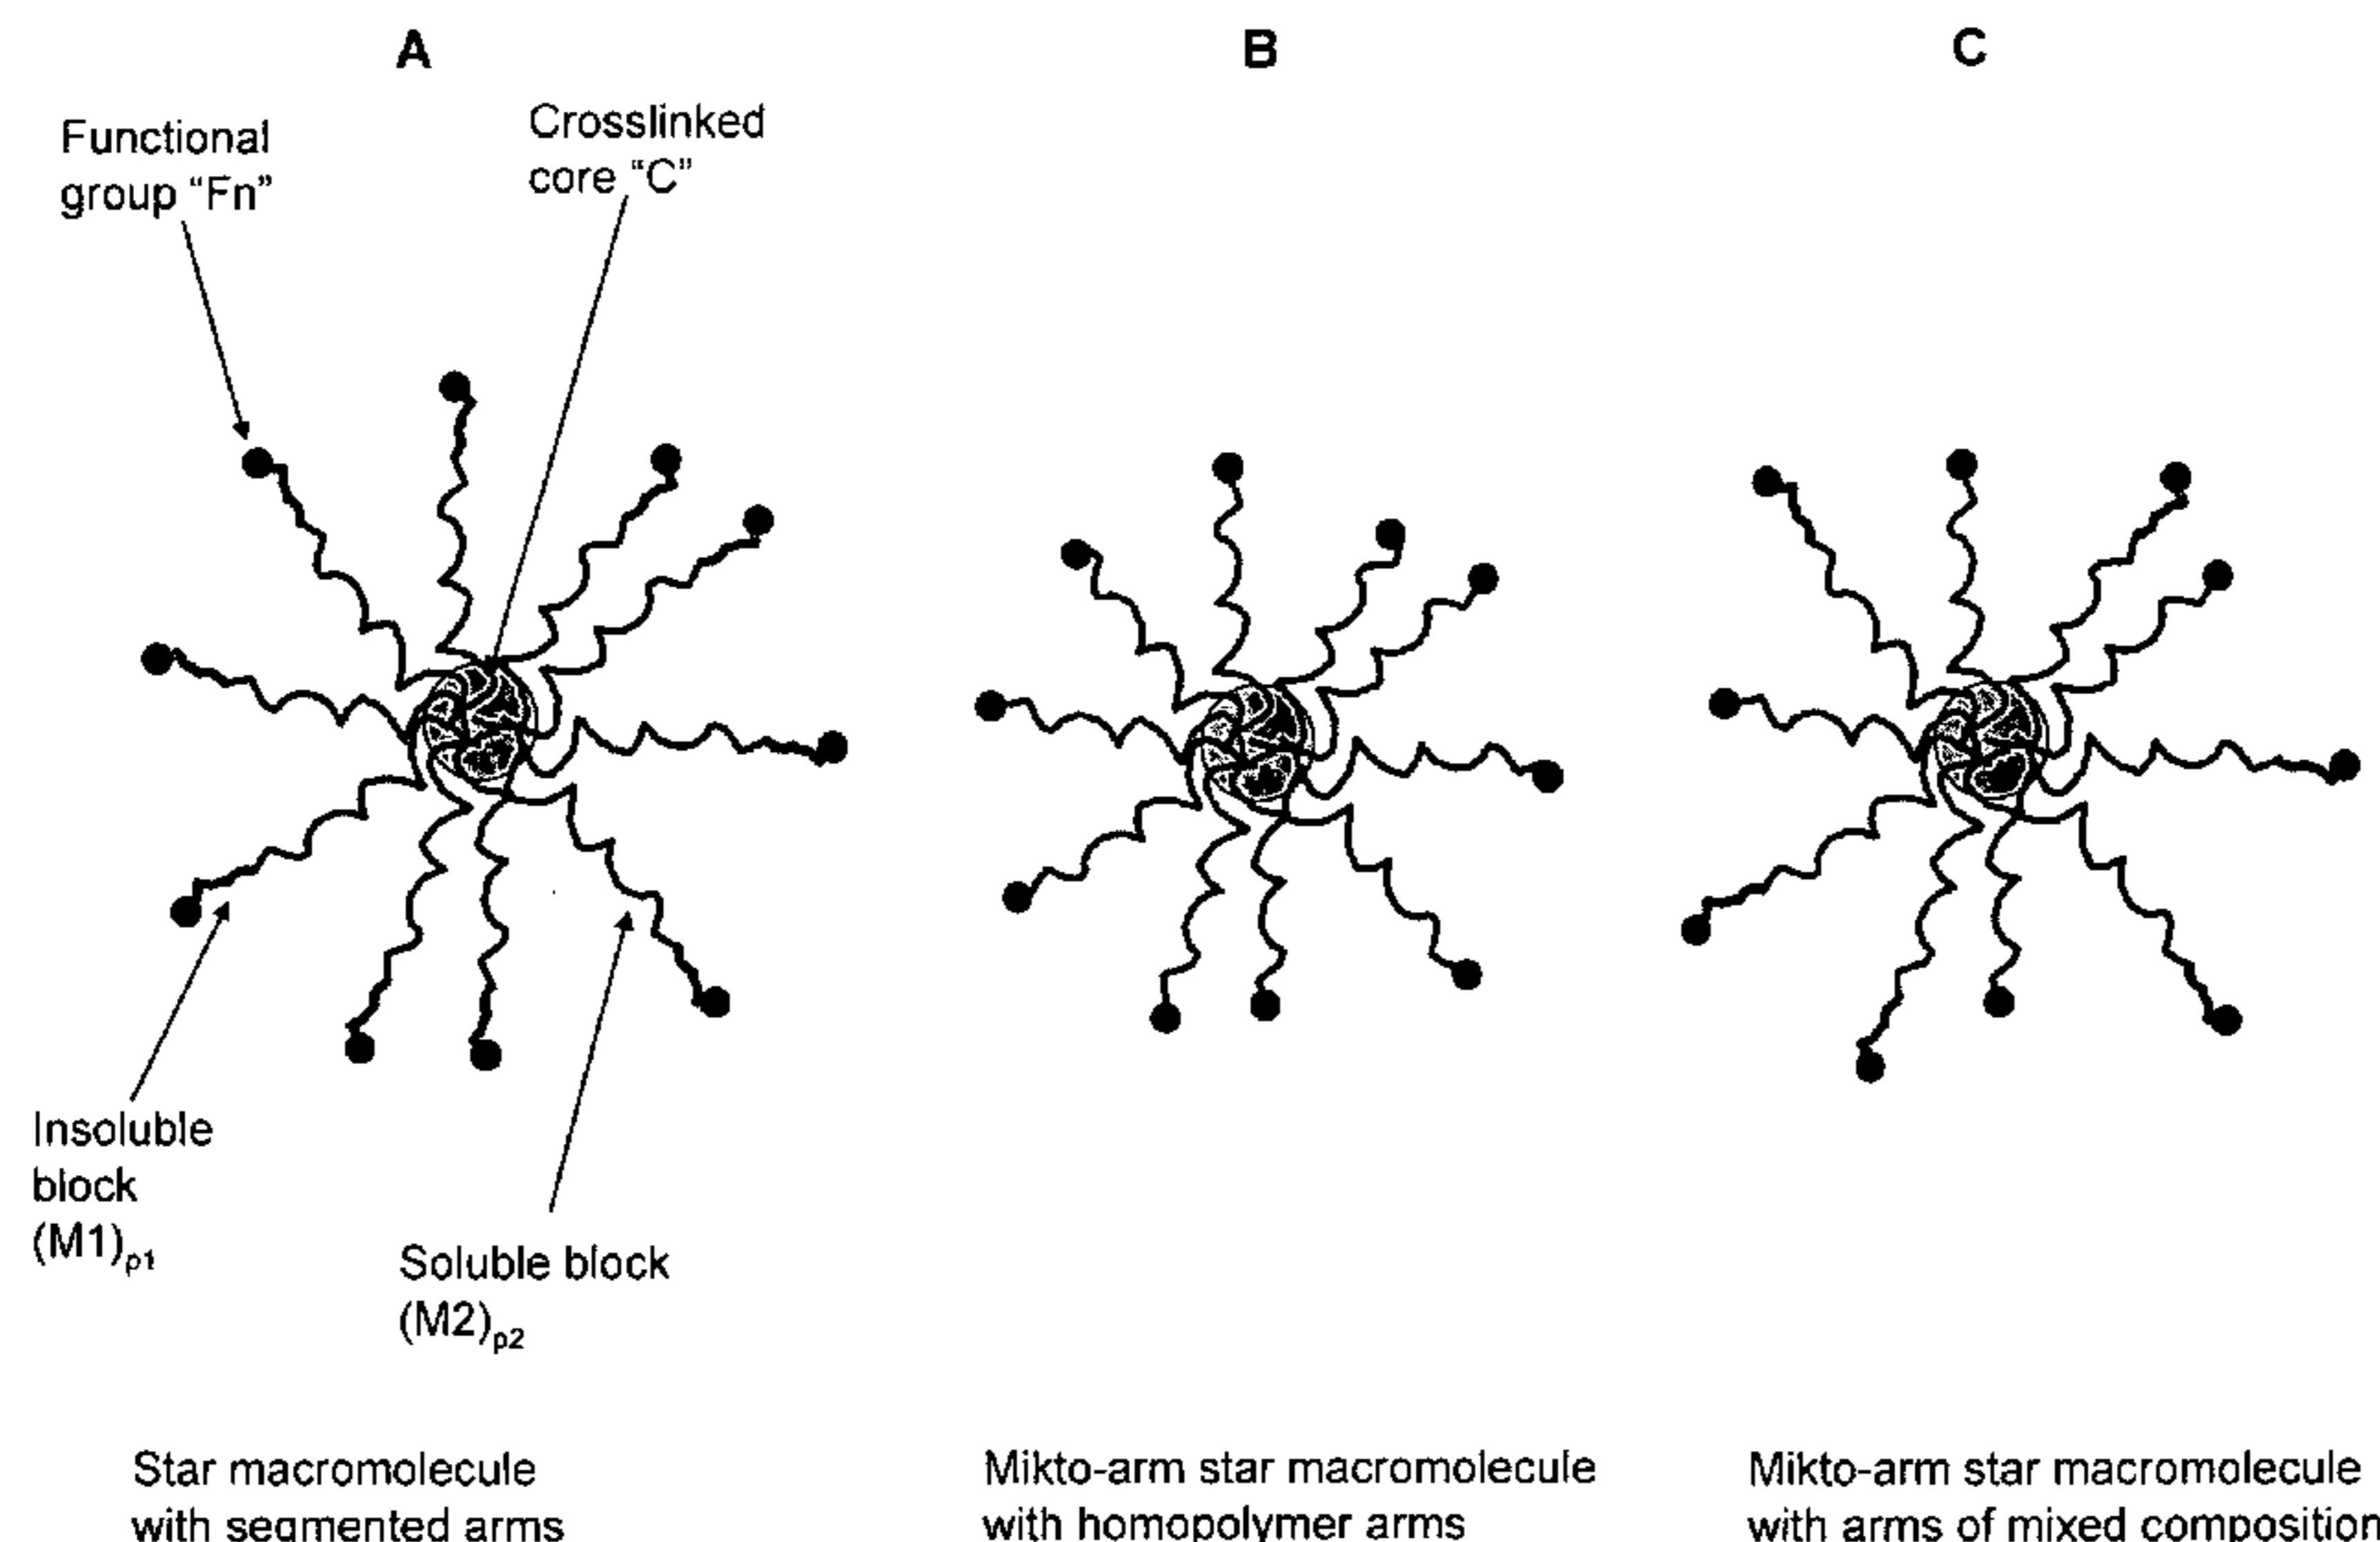 A
B
C
Functional
group “Fn”
Crosslinked
core “C”
Insoluble
block
(M1)p1
Soluble block
(M2)p2
Star macromolecule
with segmented arms
Mikto-arm star macromolecule
with homopolymer arms
Mikto-arm star macromolecule
with arms of mixed composition